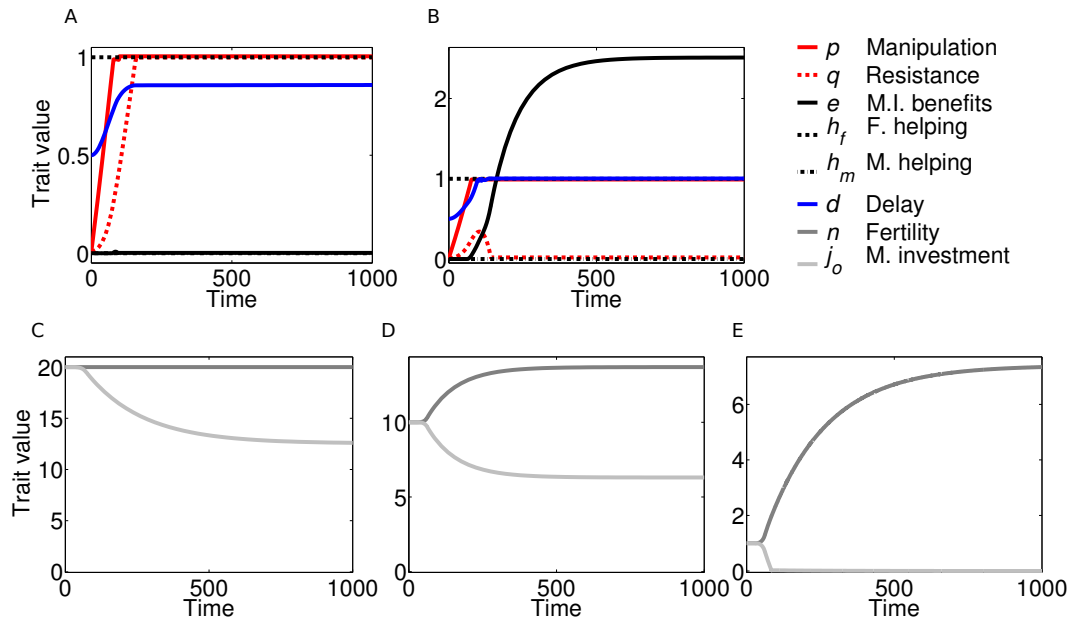 A
Trait value
1
0.5
0
0
500
1000
Time
B
2
1
0
0
500
1000
Time
p Manipulation
q Resistance
e M.I. benefits
h_f F. helping
h_m M. helping
d Delay
n Fertility
j_o M. investment
C
Trait value
20
15
10
5
0
0
500
1000
Time
D
10
5
0
0
500
1000
Time
E
6
4
2
0
0
500
1000
Time